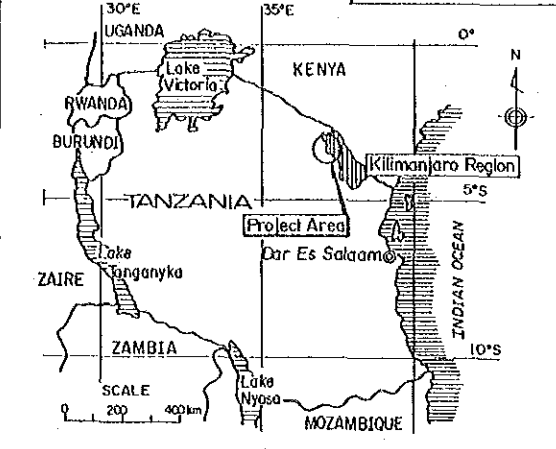 30°E
35°E
UGANDA
0°
Lake
Victoria
KENYA
N
RWANDA
BURUNDI
Kilimanjaro Region
5°S
TANZANIA
Project Area
Dar Es Salaam
INDIAN OCEAN
Lake
Tanganyka
ZAIRE
ZAMBIA
10°S
SCALE
0 200 400km
Lake
Nyasa
MOZAMBIQUE